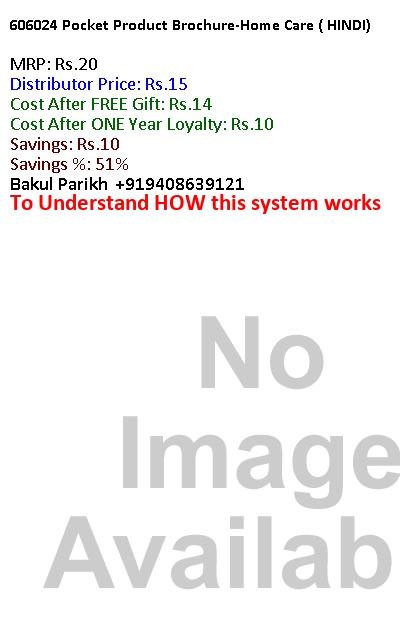 606024 Pocket Product Brochure-Home Care ( HINDI)
MRP: Rs.20
Distributor Price: Rs.15
Cost After FREE Gift: Rs.14
Cost After ONE Year Loyalty: Rs.10
Savings: Rs.10
Savings %: 51%
Bakul Parikh +919408639121
To Understand HOW this system works
No
Image
Availab